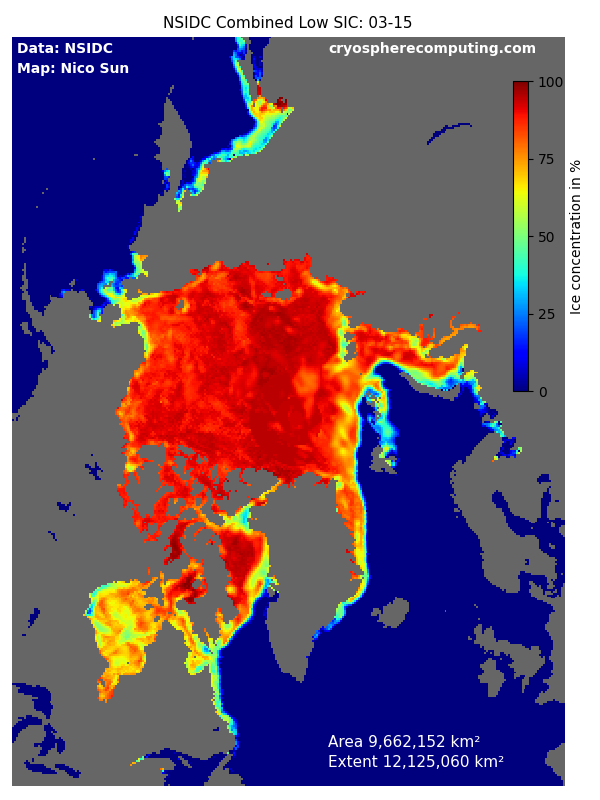 NSIDC Combined Low SIC: 03-15
Data: NSIDC
Map: Nico Sun
cryospherecomputing.com
100
75
50
25
0
Ice concentration in %
Area 9,662,152 km²
Extent 12,125,060 km²